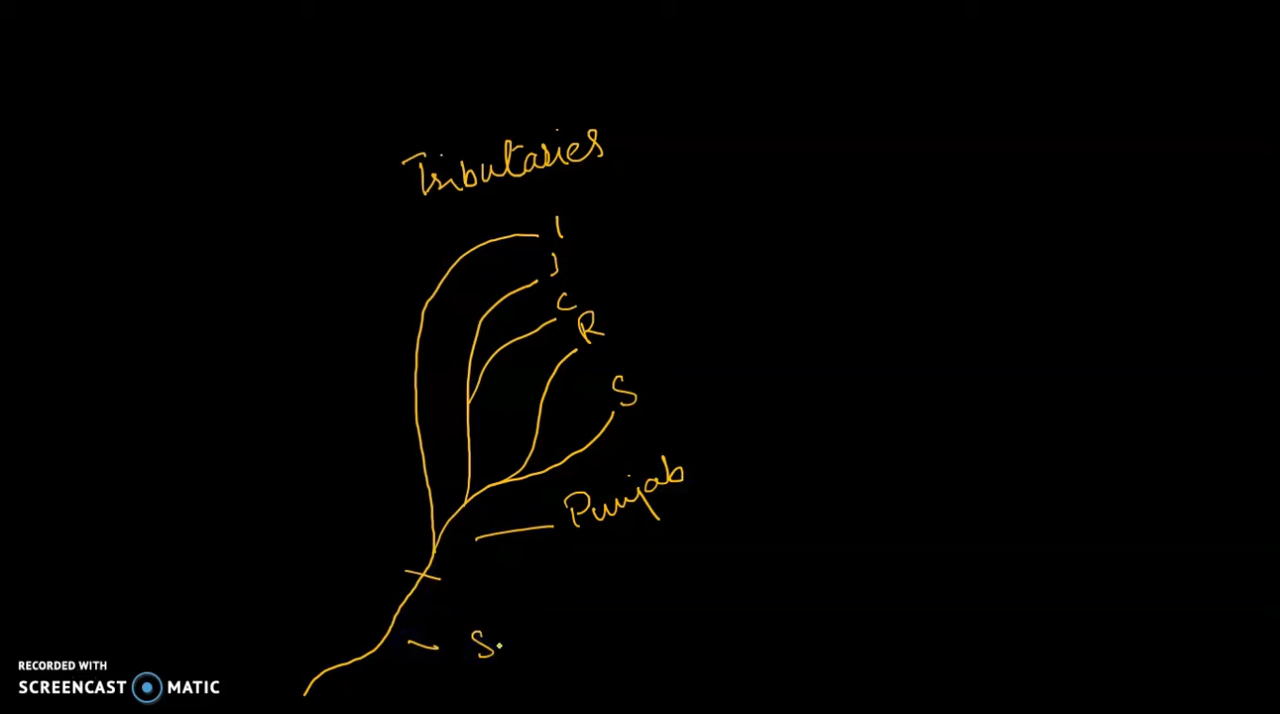 Tributaries
I
J
C
R
S
Punjab
S
RECORDED WITH
SCREENCAST MATIC